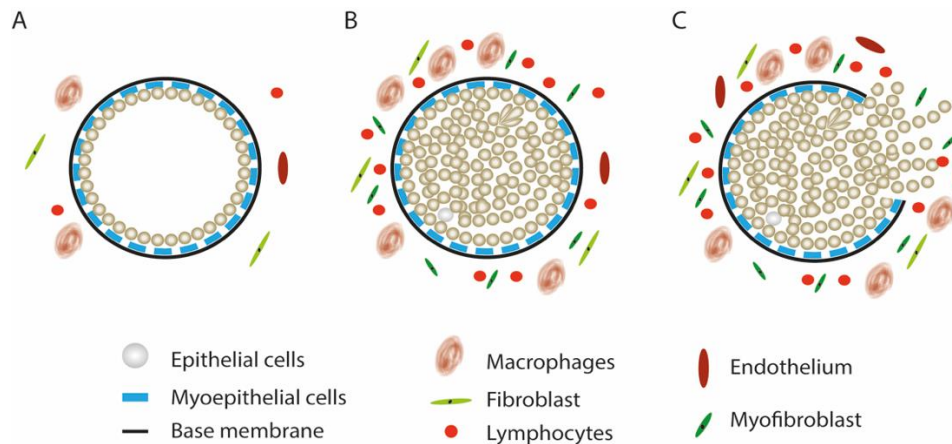 A
B
C
Epithelial cells
Myoepithelial cells
Base membrane
Macrophages
Fibroblast
Lymphocytes
Endothelium
Myofibroblast